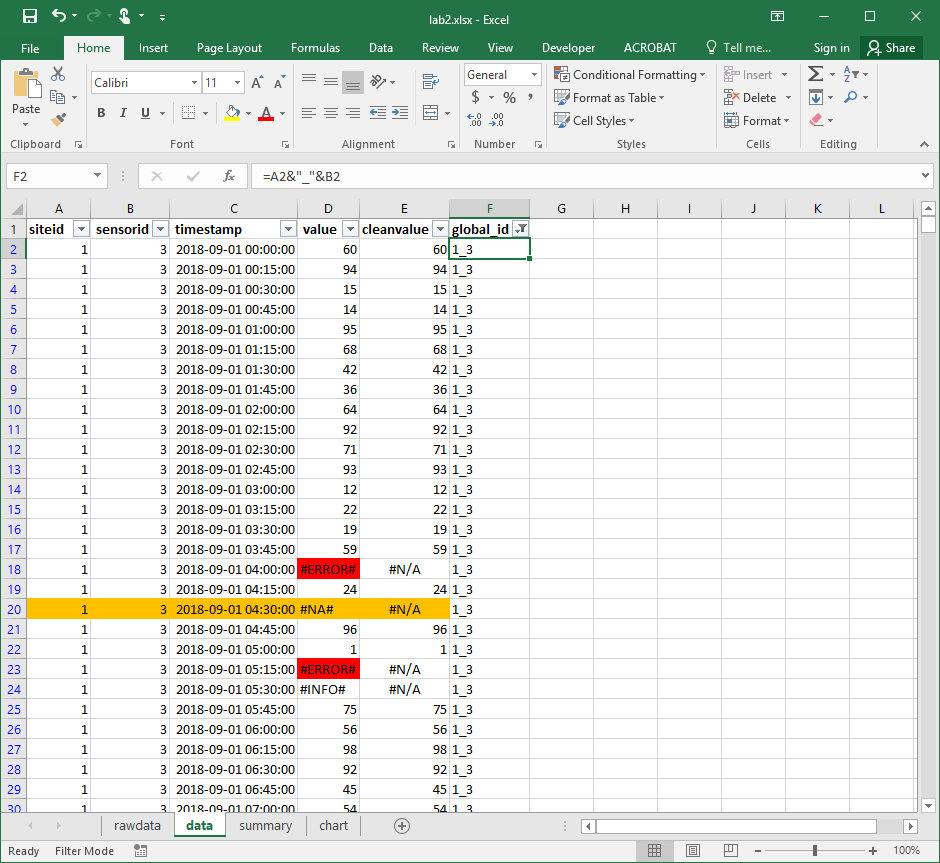 lab2.xlsx - Excel
File Home Insert Page Layout Formulas Data Review View Developer ACROBAT Tell me... Sign in Share
Paste Calibri 11 General Conditional Formatting Insert
B I U $ % , Format as Table Delete
.00 .00 Cell Styles Format
Clipboard Font Alignment Number Styles Cells Editing
F2 fx =A2&"_"&B2
A B C D E F G H I J K L
1 siteid sensorid timestamp value cleanvalue global_id
2 1 3 2018-09-01 00:00:00 60 60 1_3
3 1 3 2018-09-01 00:15:00 94 94 1_3
4 1 3 2018-09-01 00:30:00 15 15 1_3
5 1 3 2018-09-01 00:45:00 14 14 1_3
6 1 3 2018-09-01 01:00:00 95 95 1_3
7 1 3 2018-09-01 01:15:00 68 68 1_3
8 1 3 2018-09-01 01:30:00 42 42 1_3
9 1 3 2018-09-01 01:45:00 36 36 1_3
10 1 3 2018-09-01 02:00:00 64 64 1_3
11 1 3 2018-09-01 02:15:00 92 92 1_3
12 1 3 2018-09-01 02:30:00 71 71 1_3
13 1 3 2018-09-01 02:45:00 93 93 1_3
14 1 3 2018-09-01 03:00:00 12 12 1_3
15 1 3 2018-09-01 03:15:00 22 22 1_3
16 1 3 2018-09-01 03:30:00 19 19 1_3
17 1 3 2018-09-01 03:45:00 59 59 1_3
18 1 3 2018-09-01 04:00:00 #ERROR# #N/A 1_3
19 1 3 2018-09-01 04:15:00 24 24 1_3
20 1 3 2018-09-01 04:30:00 #NA# #N/A 1_3
21 1 3 2018-09-01 04:45:00 96 96 1_3
22 1 3 2018-09-01 05:00:00 1 1 1_3
23 1 3 2018-09-01 05:15:00 #ERROR# #N/A 1_3
24 1 3 2018-09-01 05:30:00 #INFO# #N/A 1_3
25 1 3 2018-09-01 05:45:00 75 75 1_3
26 1 3 2018-09-01 06:00:00 56 56 1_3
27 1 3 2018-09-01 06:15:00 98 98 1_3
28 1 3 2018-09-01 06:30:00 92 92 1_3
29 1 3 2018-09-01 06:45:00 45 45 1_3
30 1 3 2018-09-01 07:00:00 54 54 1_3
rawdata data summary chart
Ready Filter Mode 100%